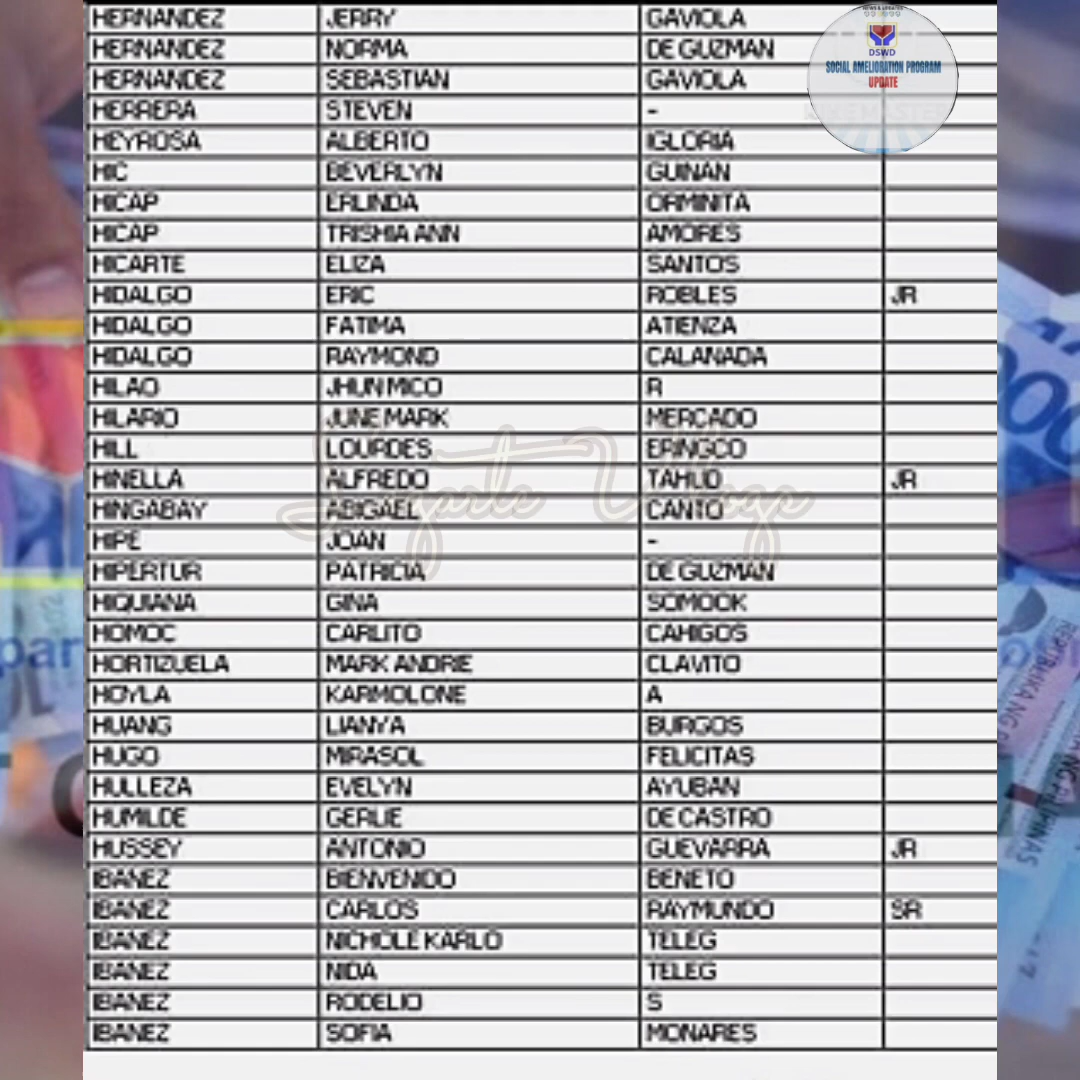 HERNANDEZ JERRY GAVIOLA
HERNANDEZ NORMA DE GUZMAN
HERNANDEZ SEBASTIAN GAVIOLA
NEWS & UPDATES
DSWD
SOCIAL AMELIORATION PROGRAM
UPDATE
HERRERA STEVEN -
HEYROSA ALBERTO IGLORIA
HIC BEVERLYN GUINAN
HICAP ERLINDA ORMINITA
HICAP TRISHIA ANN AMORES
HICARTE ELIZA SANTOS
HIDALGO ERIC ROBLES JR
HIDALGO FATIMA ATIENZA
HIDALGO RAYMOND CALANADA
HILAO JHUN MICO R
HILARIO JUNE MARK MERCADO
HILL LOURDES ERINGCO
HINELLA ALFREDO TAHUD JR
HINGABAY ABIGAEL CANTO
HIPE JOAN -
HIPERTUR PATRICIA DE GUZMAN
HIQUIANA GINA SOMOOK
HOMOC CARLITO CAHIGOS
HORTIZUELA MARK ANDRIE CLAVITO
HOYLA KARMOLONE A
HUANG LIANYA BURGOS
HUGO MIRASOL FELICITAS
HULLEZA EVELYN AYUBAN
HUMILDE GERLIE DE CASTRO
HUSSEY ANTONIO GUEVARRA JR
IBANEZ BIENVENIDO BENETO
IBANEZ CARLOS RAYMUNDO SR
IBANEZ NICHOLE KARLO TELEG
IBANEZ NIDA TELEG
IBANEZ RODELIO S
IBANEZ SOFIA MONARES